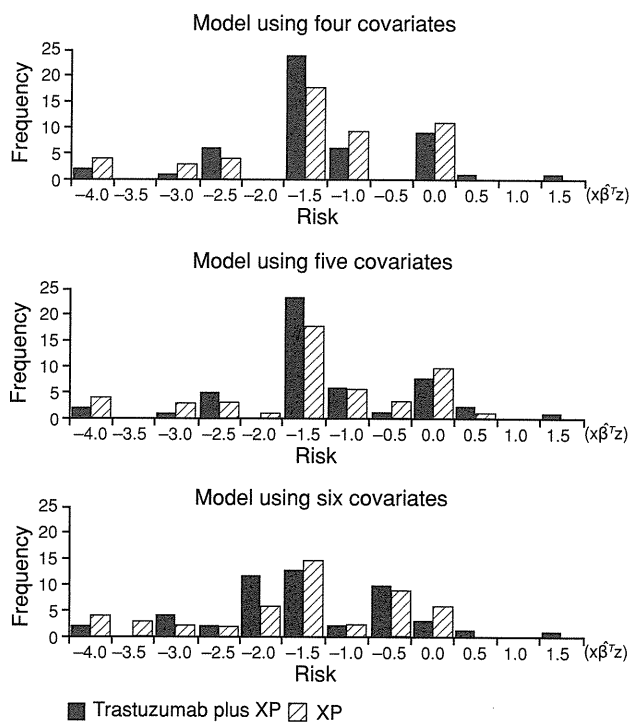 Model using four covariates
Frequency
25
20
15
10
5
0
−4.0 −3.5 −3.0 −2.5 −2.0 −1.5 −1.0 −0.5 0.0 0.5 1.0 1.5 (xβ̂ᵀz)
Risk
Model using five covariates
Frequency
25
20
15
10
5
0
−4.0 −3.5 −3.0 −2.5 −2.0 −1.5 −1.0 −0.5 0.0 0.5 1.0 1.5 (xβ̂ᵀz)
Risk
Model using six covariates
Frequency
25
20
15
10
5
0
−4.0 −3.5 −3.0 −2.5 −2.0 −1.5 −1.0 −0.5 0.0 0.5 1.0 1.5 (xβ̂ᵀz)
Risk
Trastuzumab plus XP XP